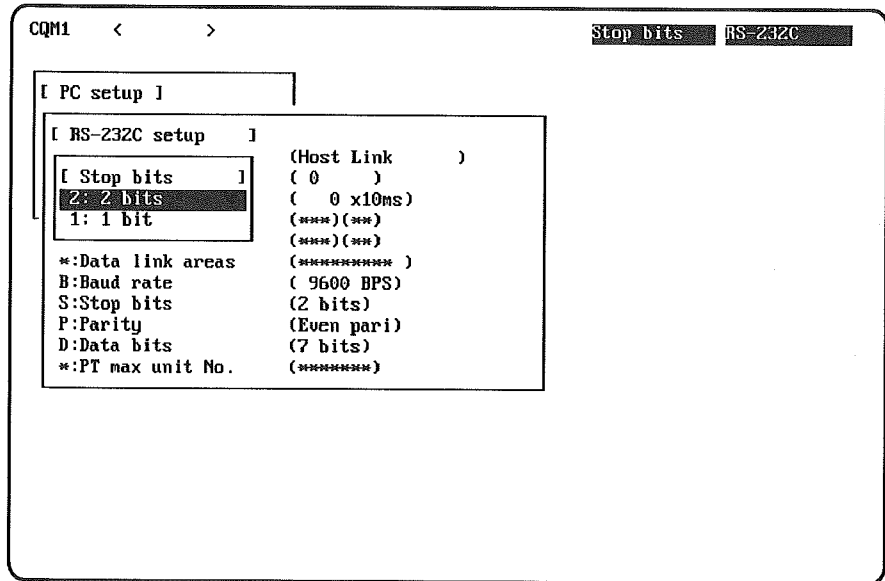 CQM1 < > Stop bits RS-232C
[ PC setup ]
[ RS-232C setup ]
(Host Link )
[ Stop bits ] ( 0 )
2: 2 bits ( 0 x10ms)
1: 1 bit (***)(**)
(***)(**)
*:Data link areas (********* )
B:Baud rate ( 9600 BPS)
S:Stop bits (2 bits)
P:Parity (Even pari)
D:Data bits (7 bits)
*:PT max unit No. (*******)